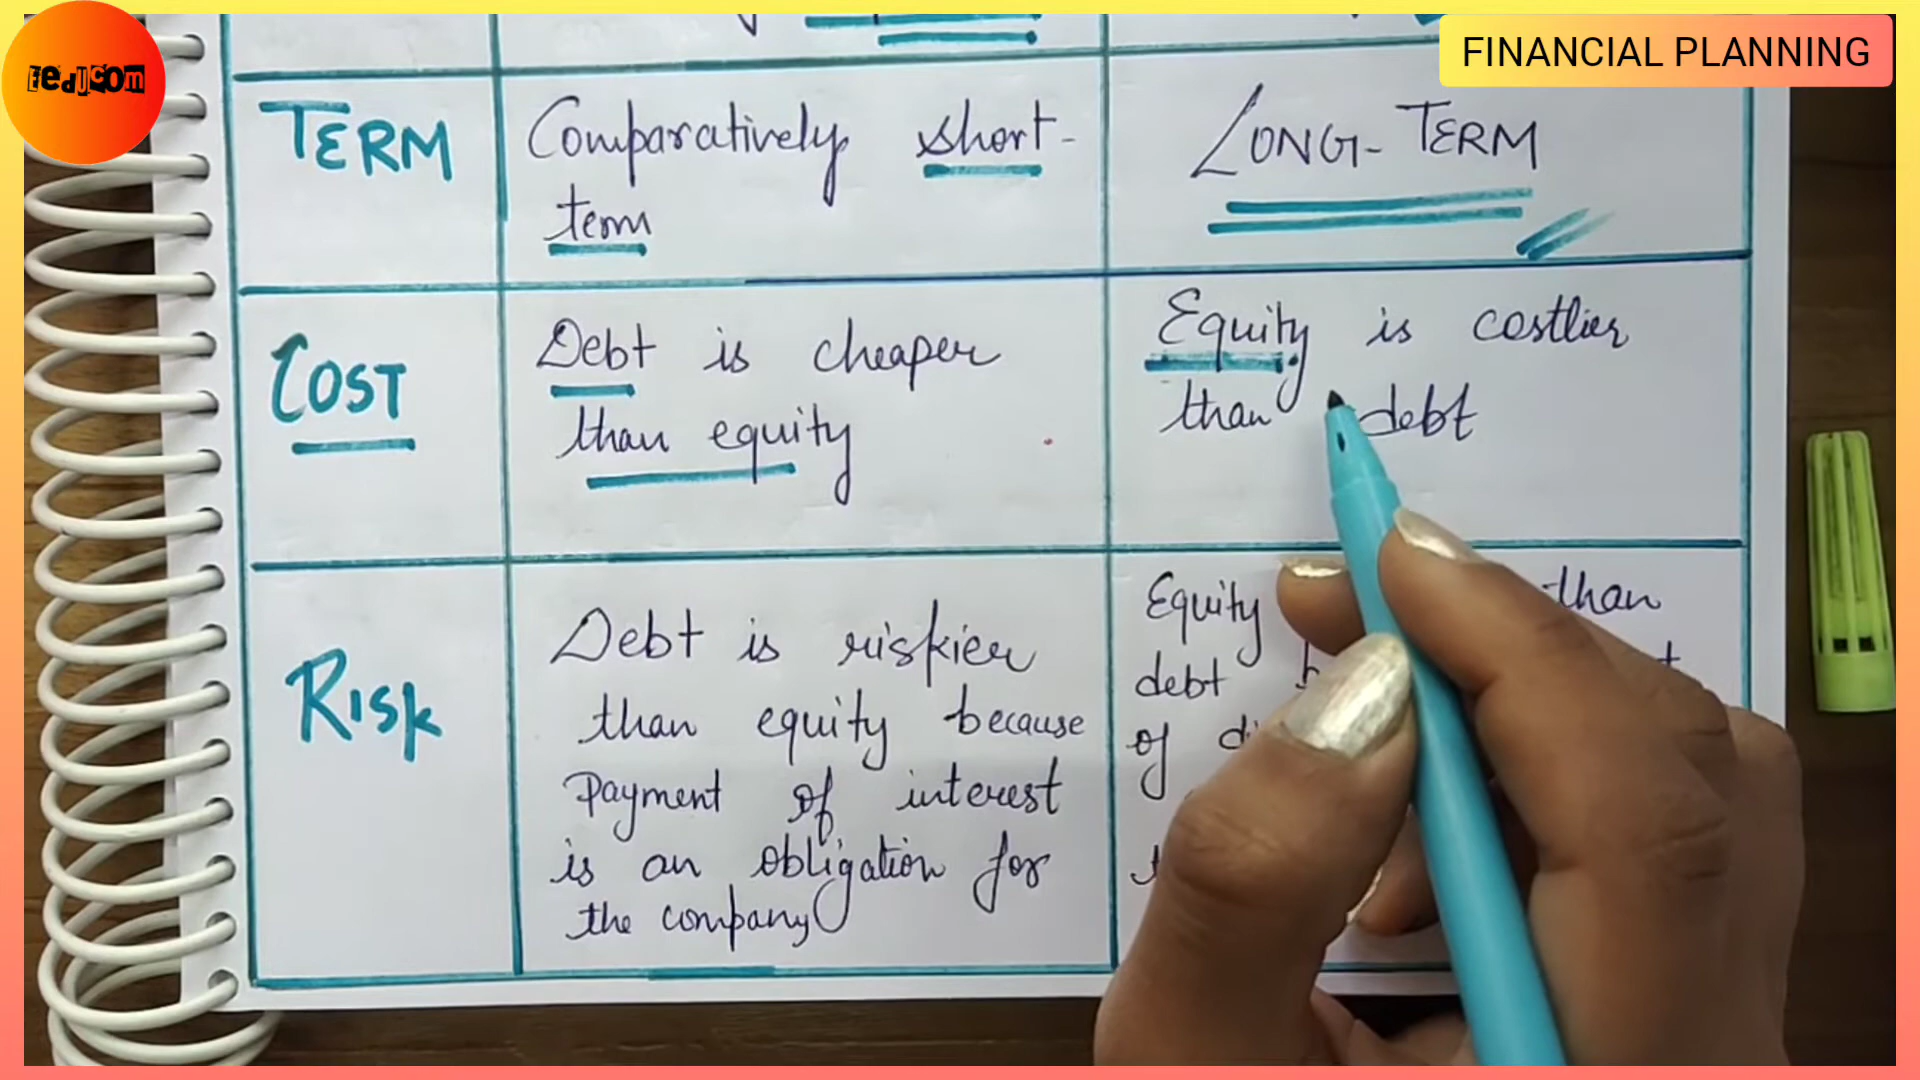 Eeducom
FINANCIAL PLANNING
TERM
Comparatively short-
term
LONG-TERM
COST
Debt is cheaper
than equity
Equity is costlier
than debt
RISK
Debt is riskier
than equity because
Payment of interest
is an obligation for
the company
Equity than
debt
of